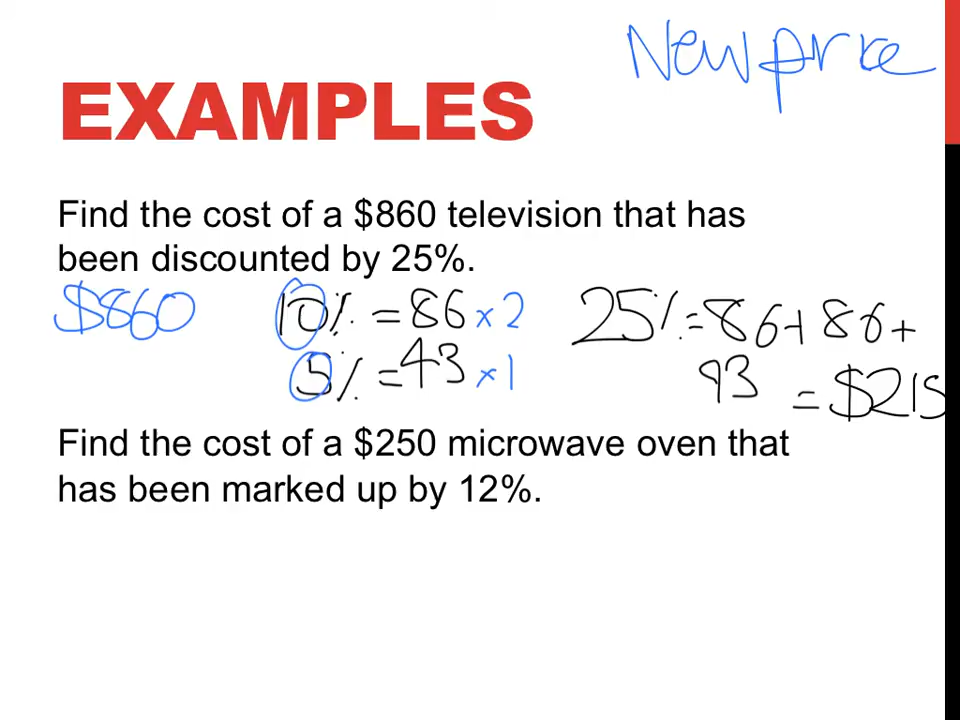 New price
EXAMPLES
Find the cost of a $860 television that has
been discounted by 25%.
$860 10% = 86 x 2 25% = 86 + 86 +
5% = 43 x 1 43 = $215
Find the cost of a $250 microwave oven that
has been marked up by 12%.